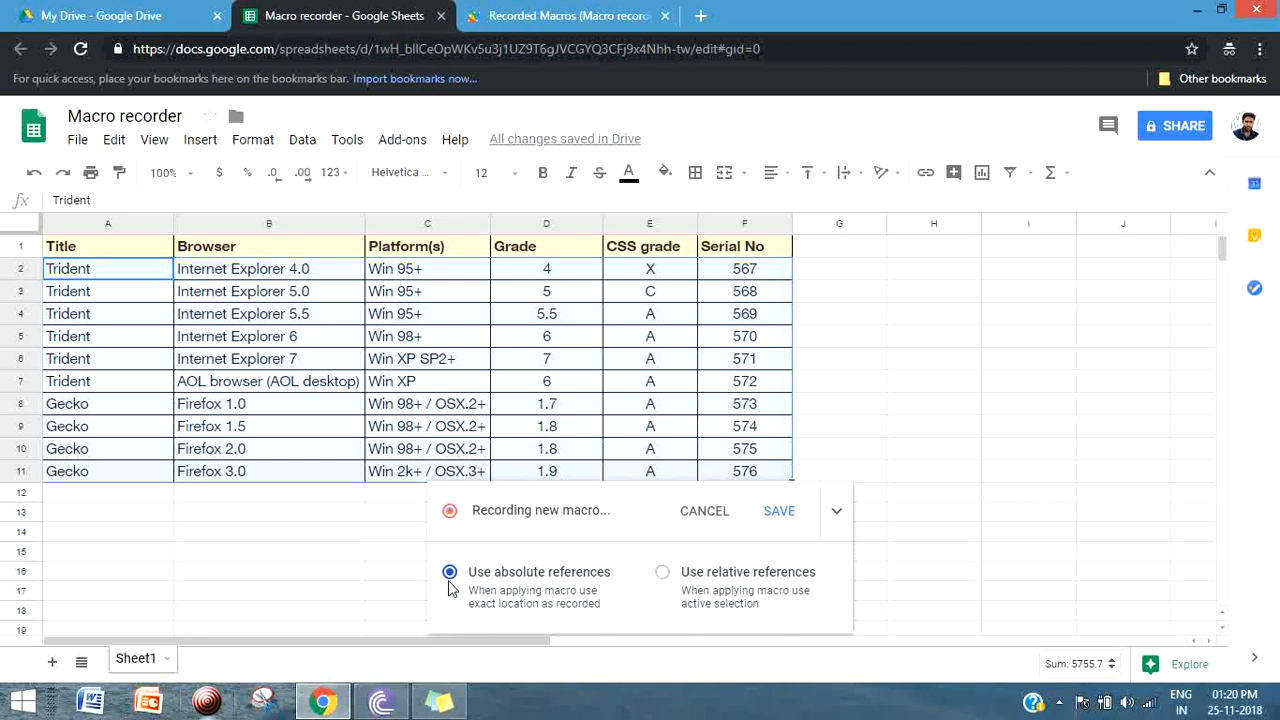 My Drive - Google Drive
Macro recorder - Google Sheets
Recorded Macros (Macro record
https://docs.google.com/spreadsheets/d/1wH_bllCeOpWKv5u3j1UZ9T6gJVCGYQ3CFj9x4Nhh-tw/edit#gid=0
For quick access, place your bookmarks here on the bookmarks bar. Import bookmarks now...
Other bookmarks
Macro recorder
File Edit View Insert Format Data Tools Add-ons Help All changes saved in Drive
SHARE
100% $ % .0 .00 123 Helvetica ... 12 B I S A Σ
fx Trident
A B C D E F G H I J
1 Title Browser Platform(s) Grade CSS grade Serial No
2 Trident Internet Explorer 4.0 Win 95+ 4 X 567
3 Trident Internet Explorer 5.0 Win 95+ 5 C 568
4 Trident Internet Explorer 5.5 Win 95+ 5.5 A 569
5 Trident Internet Explorer 6 Win 98+ 6 A 570
6 Trident Internet Explorer 7 Win XP SP2+ 7 A 571
7 Trident AOL browser (AOL desktop) Win XP 6 A 572
8 Gecko Firefox 1.0 Win 98+ / OSX.2+ 1.7 A 573
9 Gecko Firefox 1.5 Win 98+ / OSX.2+ 1.8 A 574
10 Gecko Firefox 2.0 Win 98+ / OSX.2+ 1.8 A 575
11 Gecko Firefox 3.0 Win 2k+ / OSX.3+ 1.9 A 576
12
13
14
15
16
17
18
19
Recording new macro... CANCEL SAVE
Use absolute references
When applying macro use
exact location as recorded
Use relative references
When applying macro use
active selection
Sheet1
Sum: 5755.7
Explore
ENG
IN
01:20 PM
25-11-2018